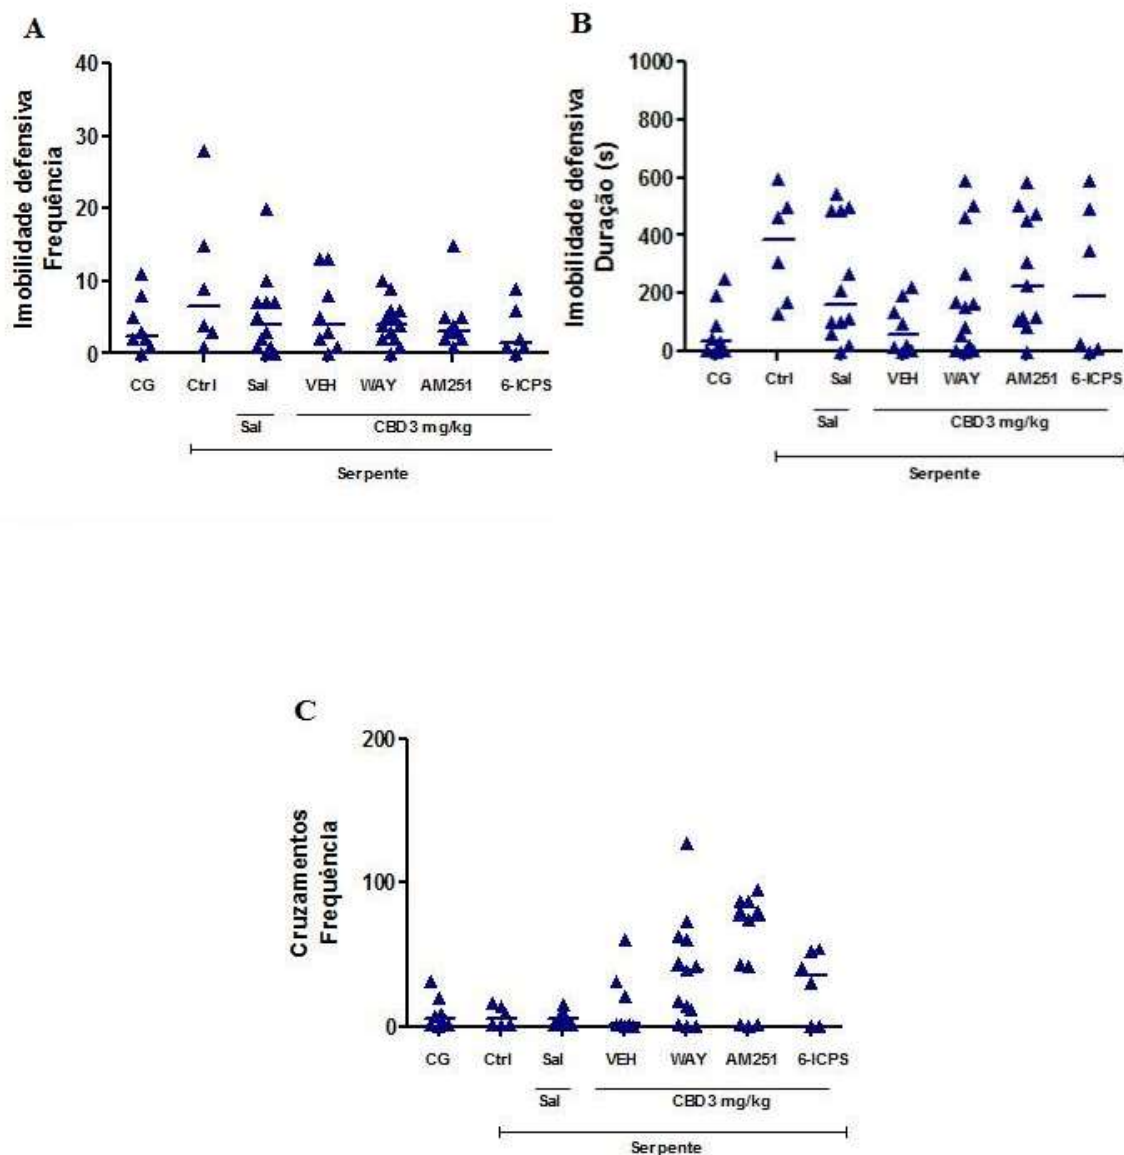 A
Imobilidade defensiva
Frequência
40
30
20
10
0
CG Ctrl Sal VEH WAY AM251 6-ICPS
Sal CBD 3 mg/kg
Serpente
B
Imobilidade defensiva
Duração (s)
1000
800
600
400
200
0
CG Ctrl Sal VEH WAY AM251 6-ICPS
Sal CBD 3 mg/kg
Serpente
C
Cruzamentos
Frequência
200
100
0
CG Ctrl Sal VEH WAY AM251 6-ICPS
Sal CBD 3 mg/kg
Serpente